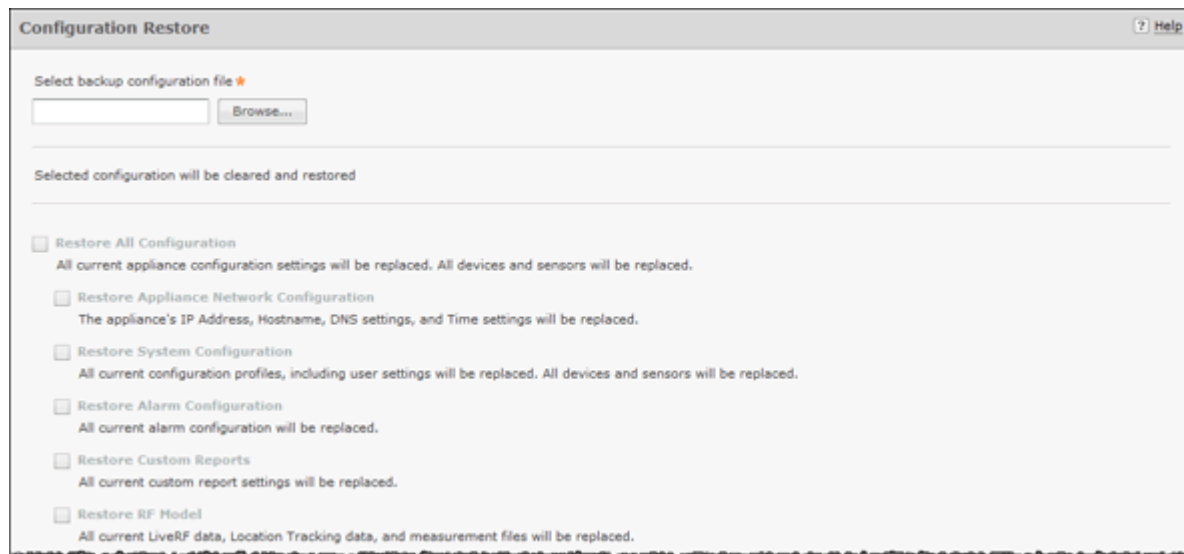 Configuration Restore
? Help
Select backup configuration file *
Browse...
Selected configuration will be cleared and restored
Restore All Configuration
All current appliance configuration settings will be replaced. All devices and sensors will be replaced.
Restore Appliance Network Configuration
The appliance's IP Address, Hostname, DNS settings, and Time settings will be replaced.
Restore System Configuration
All current configuration profiles, including user settings will be replaced. All devices and sensors will be replaced.
Restore Alarm Configuration
All current alarm configuration will be replaced.
Restore Custom Reports
All current custom report settings will be replaced.
Restore RF Model
All current LiveRF data, Location Tracking data, and measurement files will be replaced.